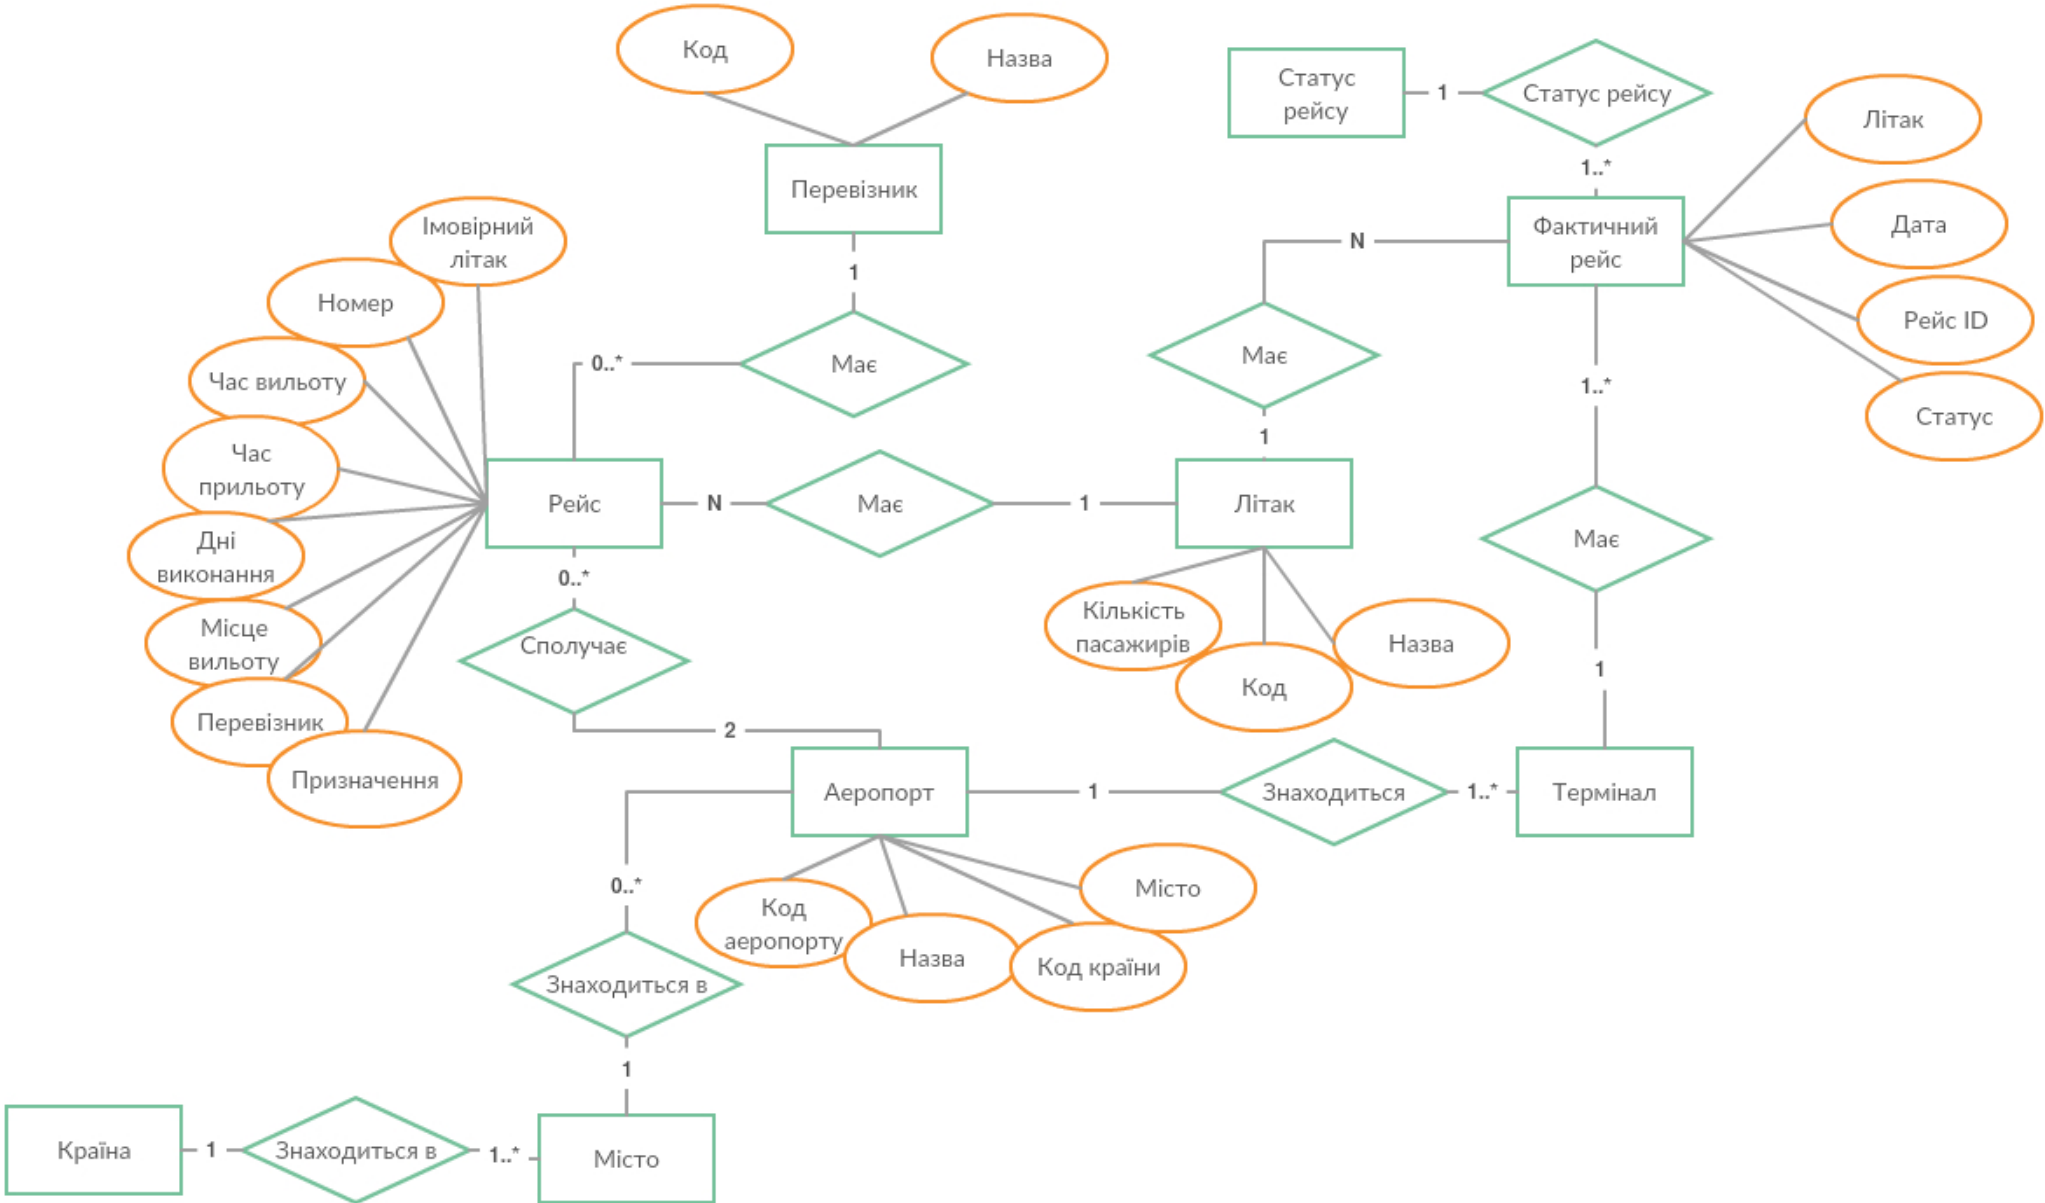 Код
Назва
Статус
рейсу
1
Статус рейсу
Літак
1..*
Перевізник
Імовірний
літак
Фактичний
рейс
Дата
N
1
Номер
Рейс ID
Має
0..*
Має
Час вильоту
1..*
Статус
1
Час
прильоту
Рейс
N
Має
1
Літак
Має
Дні
виконання
0..*
Місце
вильоту
Сполучає
Кількість
пасажирів
Назва
Код
1
Перевізник
2
Призначення
Аеропорт
1
Знаходиться
1..*
Термінал
0..*
Код
аеропорту
Назва
Код країни
Місто
Знаходиться в
1
Країна
1
Знаходиться в
1..*
Місто